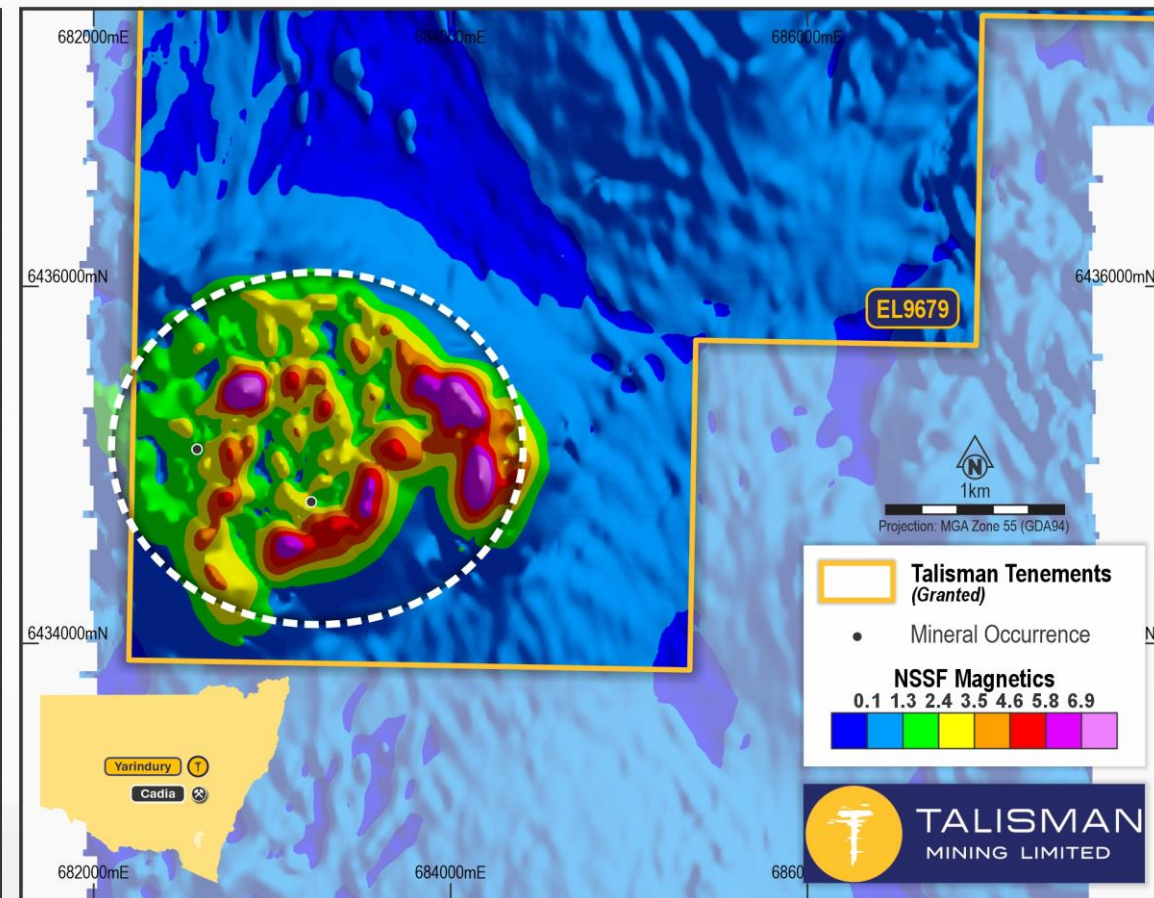 682000mE 684000mE 686000mE
6436000mN 6436000mN
EL9679
N
1km
Projection: MGA Zone 55 (GDA94)
Talisman Tenements
(Granted)
Mineral Occurrence
6434000mN N
NSSF Magnetics
0.1 1.3 2.4 3.5 4.6 5.8 6.9
Yarindury
Cadia
TALISMAN
MINING LIMITED
682000mE 684000mE 6860